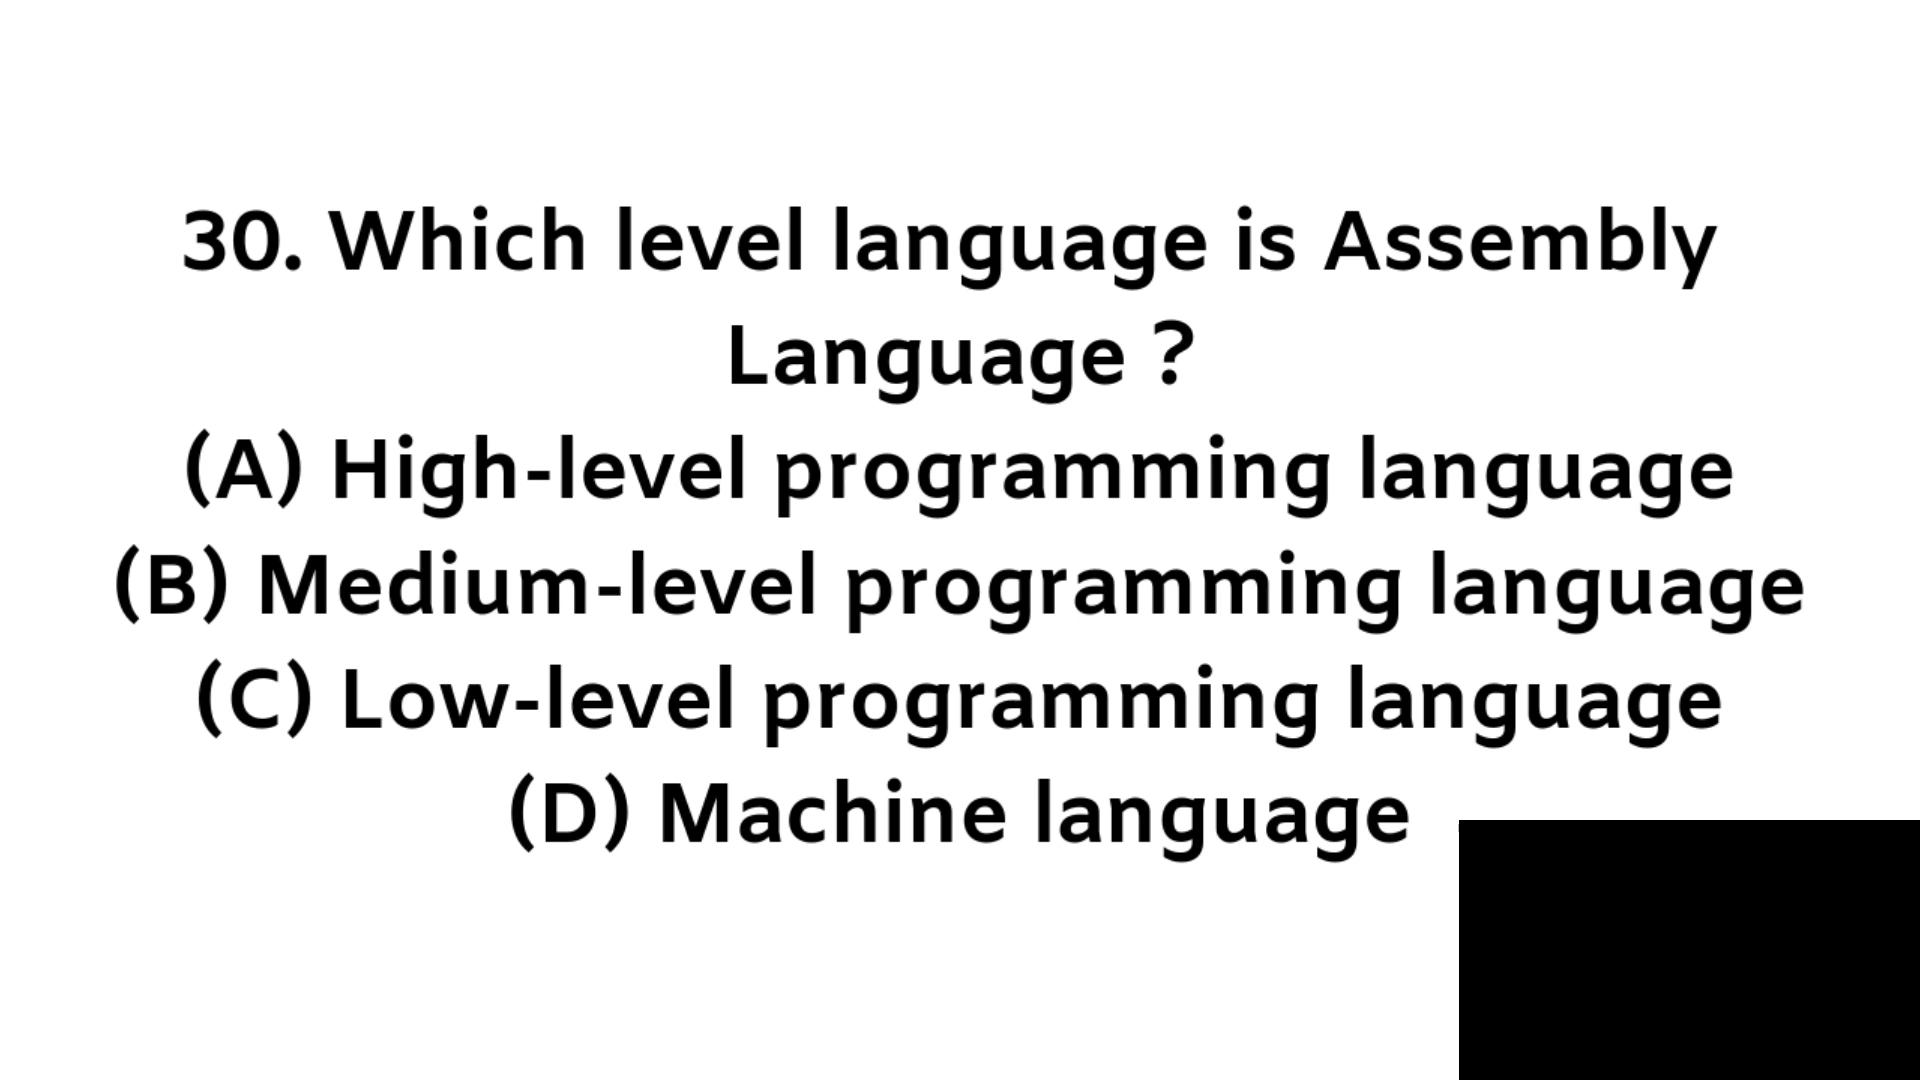 30. Which level language is Assembly
Language ?
(A) High-level programming language
(B) Medium-level programming language
(C) Low-level programming language
(D) Machine language